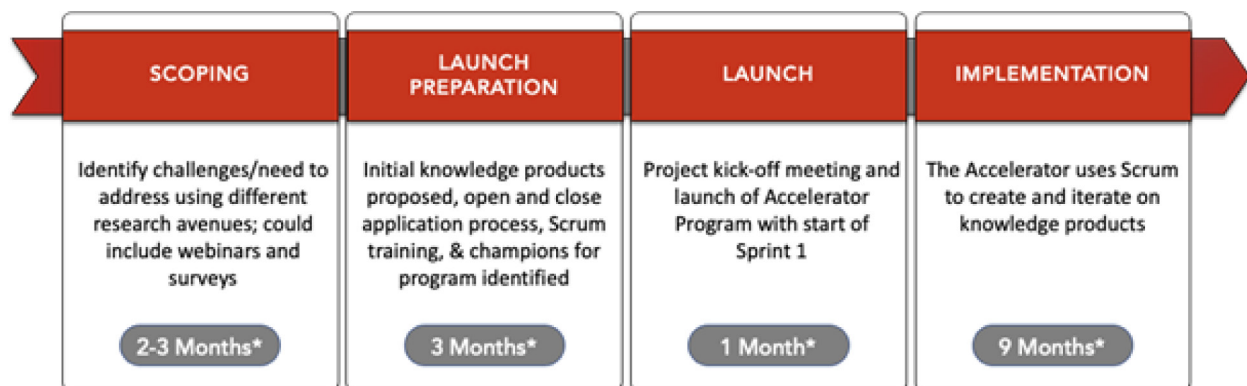 SCOPING
Identify challenges/need to
address using different
research avenues; could
include webinars and
surveys
2-3 Months*
LAUNCH
PREPARATION
Initial knowledge products
proposed, open and close
application process, Scrum
training, & champions for
program identified
3 Months*
LAUNCH
Project kick-off meeting and
launch of Accelerator
Program with start of
Sprint 1
1 Month*
IMPLEMENTATION
The Accelerator uses Scrum
to create and iterate on
knowledge products
9 Months*